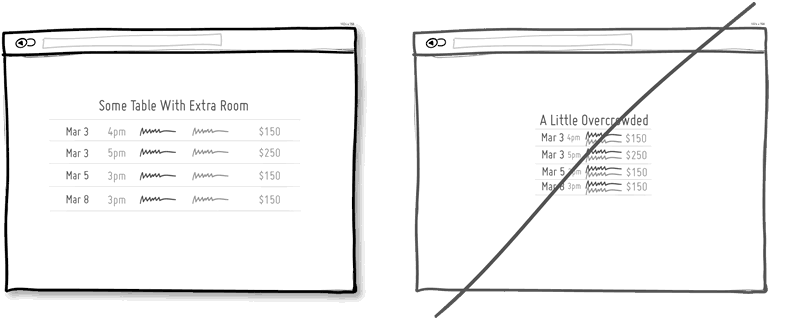 Some Table With Extra Room
Mar 3 4pm $150
Mar 3 5pm $250
Mar 5 3pm $150
Mar 8 3pm $150
A Little Overcrowded
Mar 3 4pm $150
Mar 3 5pm $250
Mar 5 3pm $150
Mar 8 3pm $150